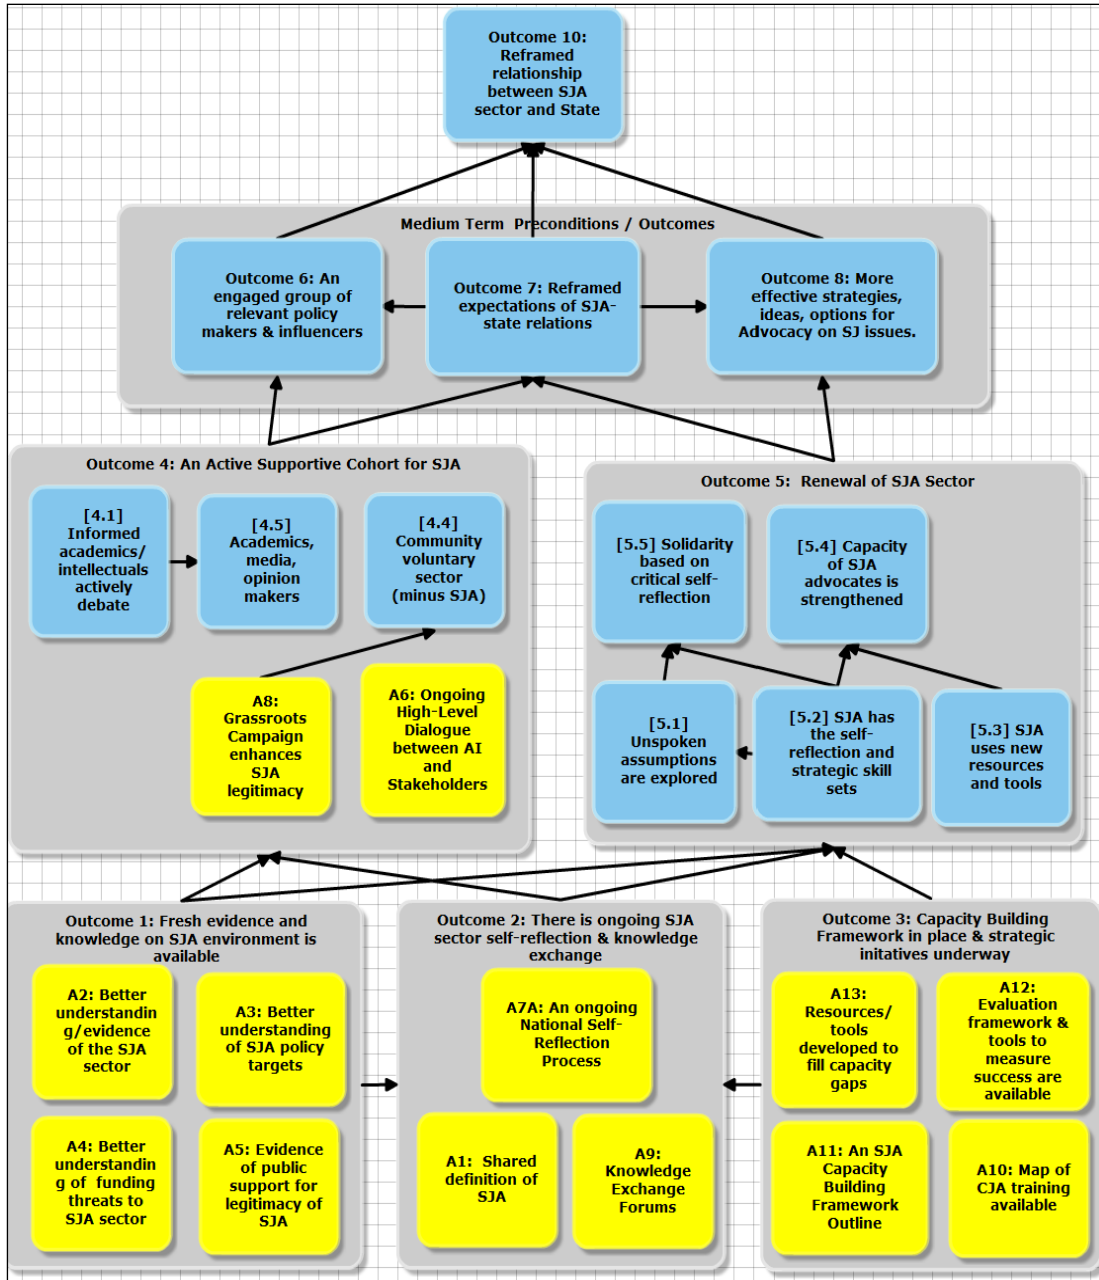 Outcome 10:
Reframed
relationship
between SJA
sector and State
Medium Term  Preconditions / Outcomes
Outcome 6: An
engaged group of
relevant policy
makers & influencers
Outcome 7: Reframed
expectations of SJA-
state relations
Outcome 8: More
effective strategies,
ideas, options for
Advocacy on SJ issues.
Outcome 4: An Active Supportive Cohort for SJA
[4.1]
Informed
academics/
intellectuals
actively
debate
[4.5]
Academics,
media,
opinion
makers
[4.4]
Community
voluntary
sector
(minus SJA)
A8:
Grassroots
Campaign
enhances
SJA
legitimacy
A6: Ongoing
High-Level
Dialogue
between AI
and
Stakeholders
Outcome 5:  Renewal of SJA Sector
[5.5] Solidarity
based on
critical self-
reflection
[5.4] Capacity
of SJA
advocates is
strengthened
[5.1]
Unspoken
assumptions
are explored
[5.2] SJA has
the self-
reflection and
strategic skill
sets
[5.3] SJA
uses new
resources
and tools
Outcome 1: Fresh evidence and
knowledge on SJA environment is
available
A2: Better
understandin
g/evidence
of the SJA
sector
A3: Better
understanding
of SJA policy
targets
A4: Better
understandin
g of  funding
threats to
SJA sector
A5: Evidence
of public
support for
legitimacy of
SJA
Outcome 2: There is ongoing SJA
sector self-reflection & knowledge
exchange
A7A: An ongoing
National Self-
Reflection
Process
A1:  Shared
definition of
SJA
A9:
Knowledge
Exchange
Forums
Outcome 3: Capacity Building
Framework in place & strategic
initatives underway
A13:
Resources/
tools
developed to
fill capacity
gaps
A12:
Evaluation
framework &
tools to
measure
success are
available
A11: An SJA
Capacity
Building
Framework
Outline
A10: Map of
CJA training
available